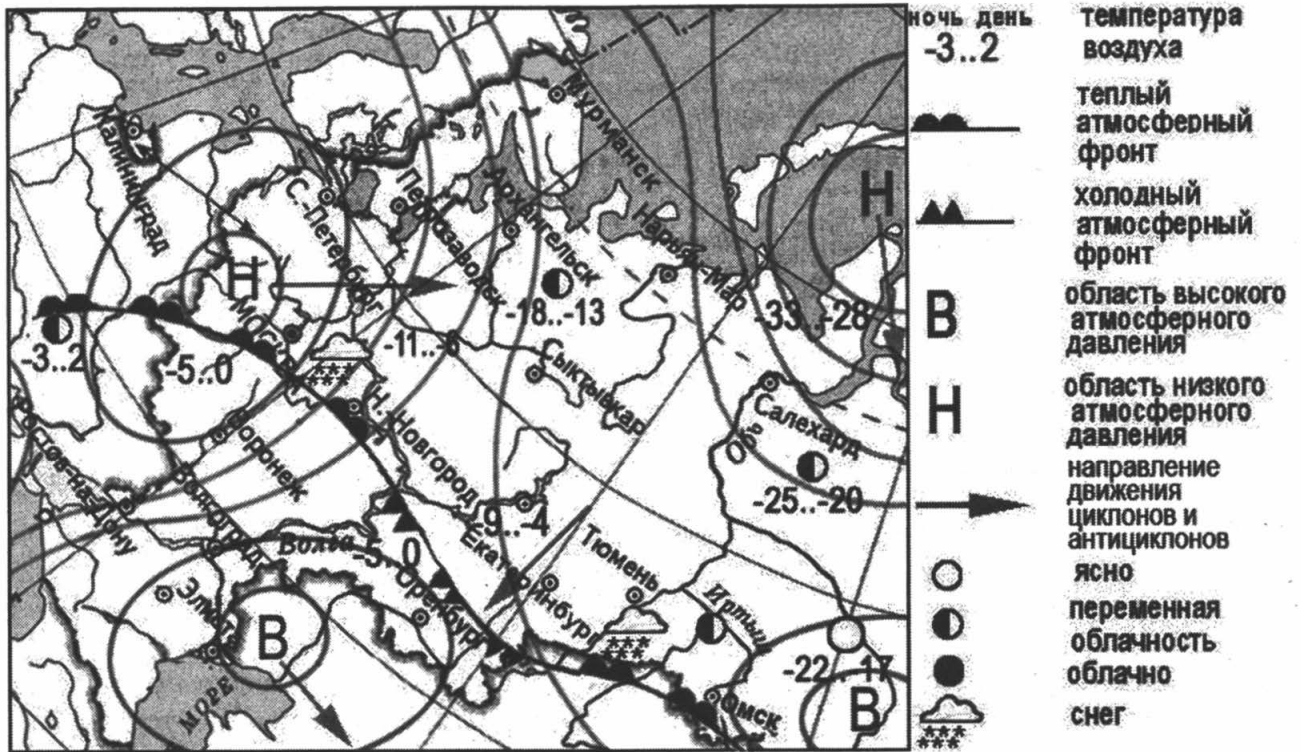 Калининград
С.-Петербург
Петрозаводск
Мурманск
Архангельск
Нарьян-Мар
Н
Н
Москва
-3..2
-5..0
-18..-13
-33..-28
Сыктывкар
Салехард
Обь
-25..-20
Воронеж
Н. Новгород
Ростов-на-Дону
Волгоград
Волга
-5 0
9..-4
Екатеринбург
Тюмень
Иртыш
Элиста
Оренбург
В
-22 17
В
Омск
МОРЕ
ночь день
-3..2
температура
воздуха
теплый
атмосферный
фронт
холодный
атмосферный
фронт
В
область высокого
атмосферного
давления
Н
область низкого
атмосферного
давления
направление
движения
циклонов и
антициклонов
ясно
переменная
облачность
облачно
снег